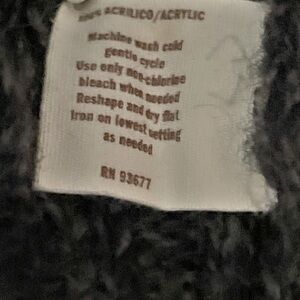 100% ACRILICO/ACRYLIC
Machine wash cold
gentle cycle
Use only non-chlorine
bleach when needed
Reshape and dry flat
Iron on lowest setting
as needed
RN 93677